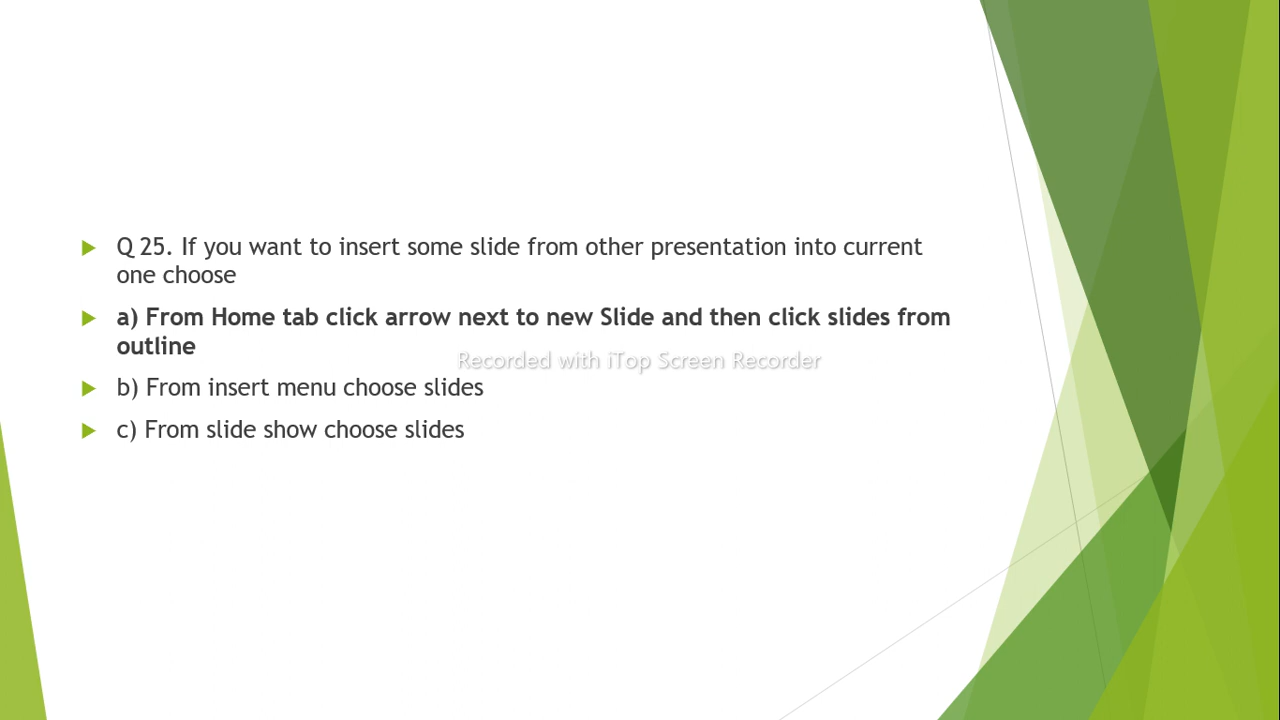 Q 25. If you want to insert some slide from other presentation into current
one choose
a) From Home tab click arrow next to new Slide and then click slides from
outline
Recorded with iTop Screen Recorder
b) From insert menu choose slides
c) From slide show choose slides